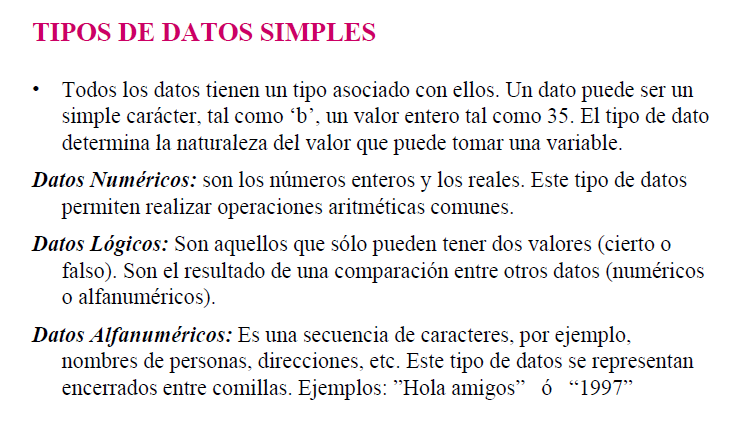 TIPOS DE DATOS SIMPLES
• Todos los datos tienen un tipo asociado con ellos. Un dato puede ser un
simple carácter, tal como ‘b’, un valor entero tal como 35. El tipo de dato
determina la naturaleza del valor que puede tomar una variable.
Datos Numéricos: son los números enteros y los reales. Este tipo de datos
permiten realizar operaciones aritméticas comunes.
Datos Lógicos: Son aquellos que sólo pueden tener dos valores (cierto o
falso). Son el resultado de una comparación entre otros datos (numéricos
o alfanuméricos).
Datos Alfanuméricos: Es una secuencia de caracteres, por ejemplo,
nombres de personas, direcciones, etc. Este tipo de datos se representan
encerrados entre comillas. Ejemplos: ”Hola amigos” ó “1997”